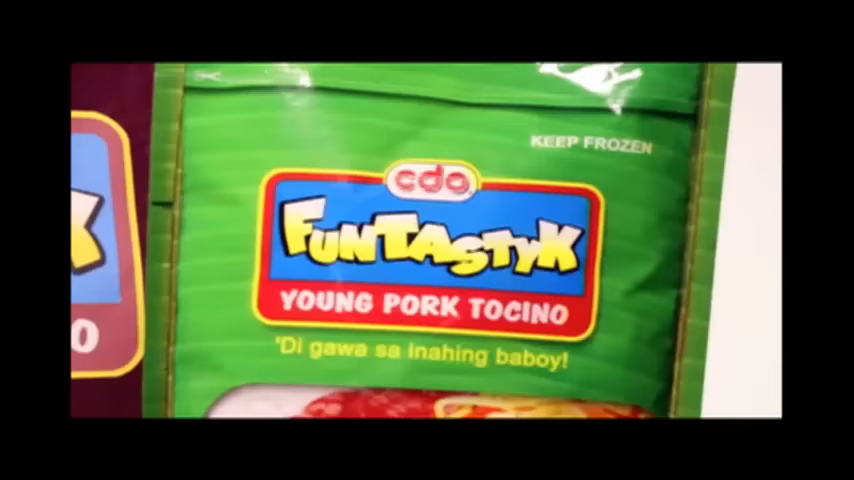 KEEP FROZEN
cdo
FUNTASTYK
YOUNG PORK TOCINO
'Di gawa sa inahing baboy!
K
O